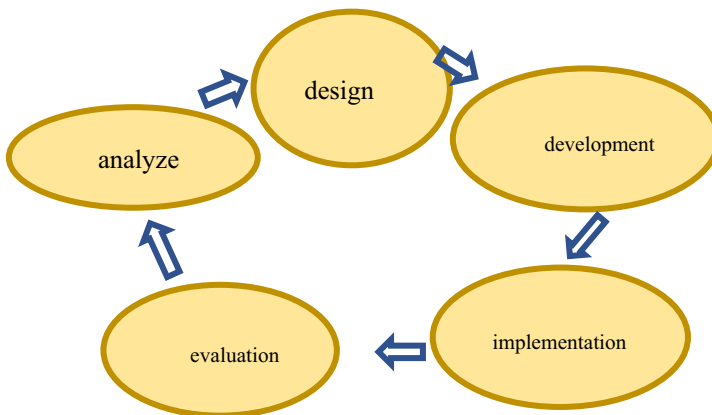 design
development
analyze
implementation
evaluation